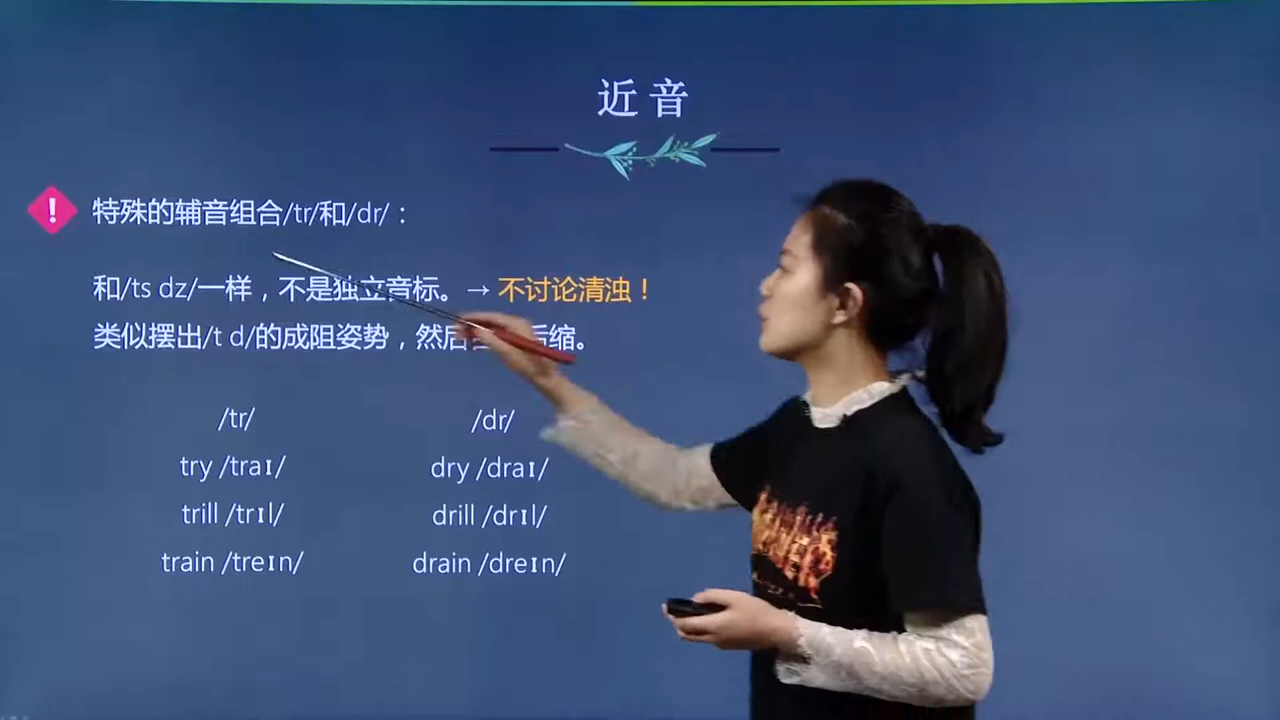 近音
! 特殊的辅音组合/tr/和/dr/：
和/ts dz/一样，不是独立音标。→ 不讨论清浊！
类似摆出/t d/的成阻姿势，然后后缩。
/tr/ /dr/
try /traɪ/ dry /draɪ/
trill /trɪl/ drill /drɪl/
train /treɪn/ drain /dreɪn/